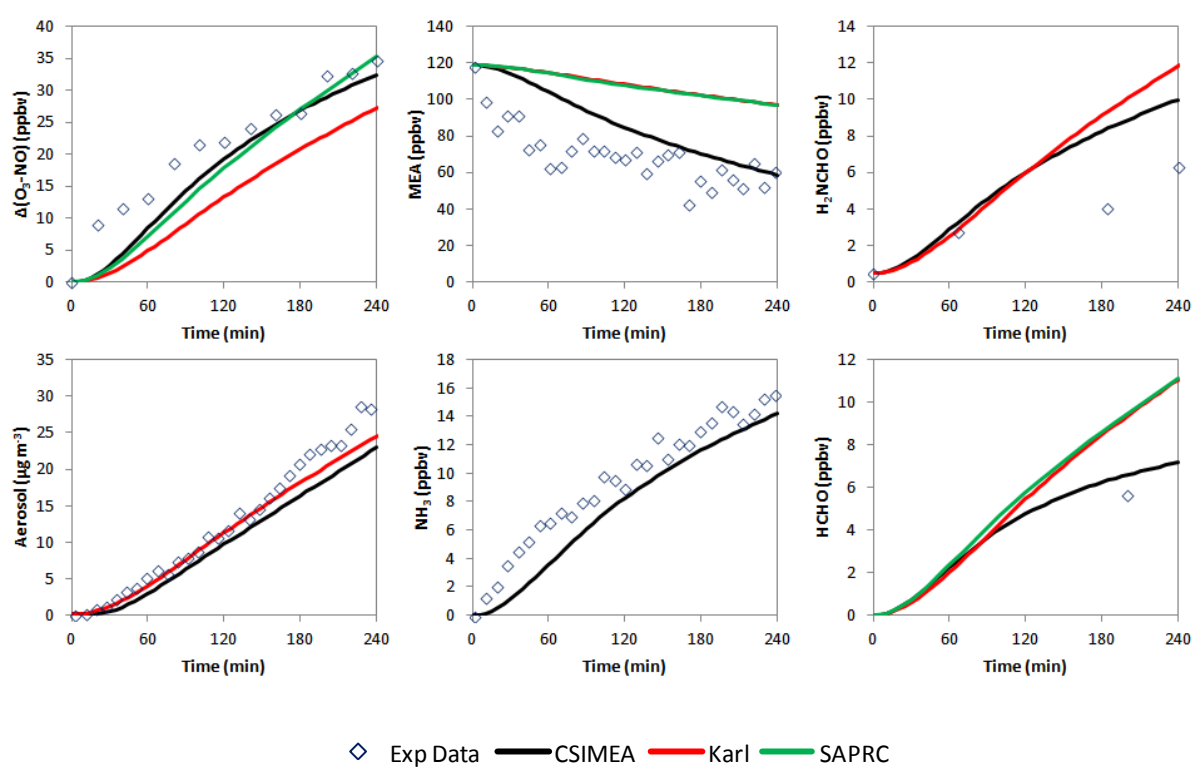 40
35
30
25
20
15
10
5
0
Δ(O₃-NO) (ppbv)
0 60 120 180 240
Time (min)
140
120
100
80
60
40
20
0
MEA (ppbv)
0 60 120 180 240
Time (min)
14
12
10
8
6
4
2
0
H₂NCHO (ppbv)
0 60 120 180 240
Time (min)
35
30
25
20
15
10
5
0
Aerosol (µg m⁻³)
0 60 120 180 240
Time (min)
18
16
14
12
10
8
6
4
2
0
NH₃ (ppbv)
0 60 120 180 240
Time (min)
12
10
8
6
4
2
0
HCHO (ppbv)
0 60 120 180 240
Time (min)
Exp Data CSIMEA Karl SAPRC